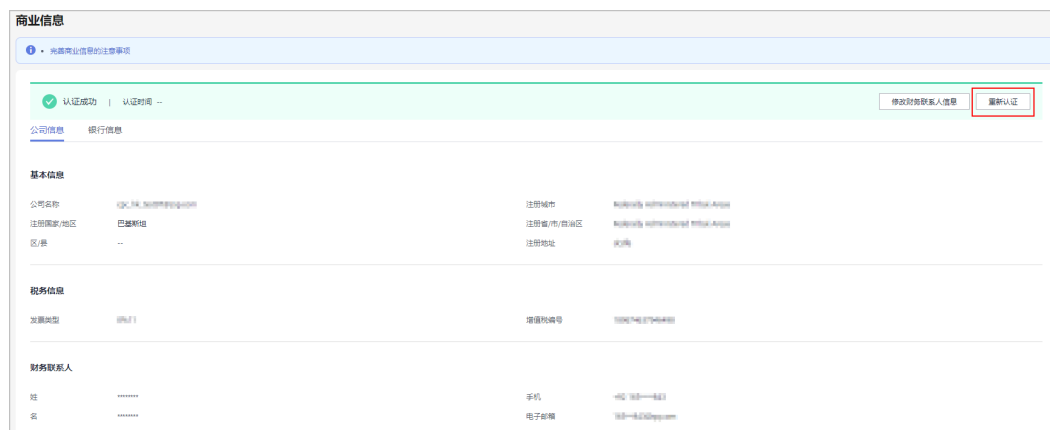 商业信息
• 完善商业信息的注意事项
认证成功 | 认证时间 -- 修改财务联系人信息 重新认证
公司信息 银行信息
基本信息
公司名称 注册城市
注册国家/地区 巴基斯坦 注册省/市/自治区
区/县 -- 注册地址
税务信息
发票类型 增值税编号
财务联系人
姓 ******** 手机
名 ******** 电子邮箱